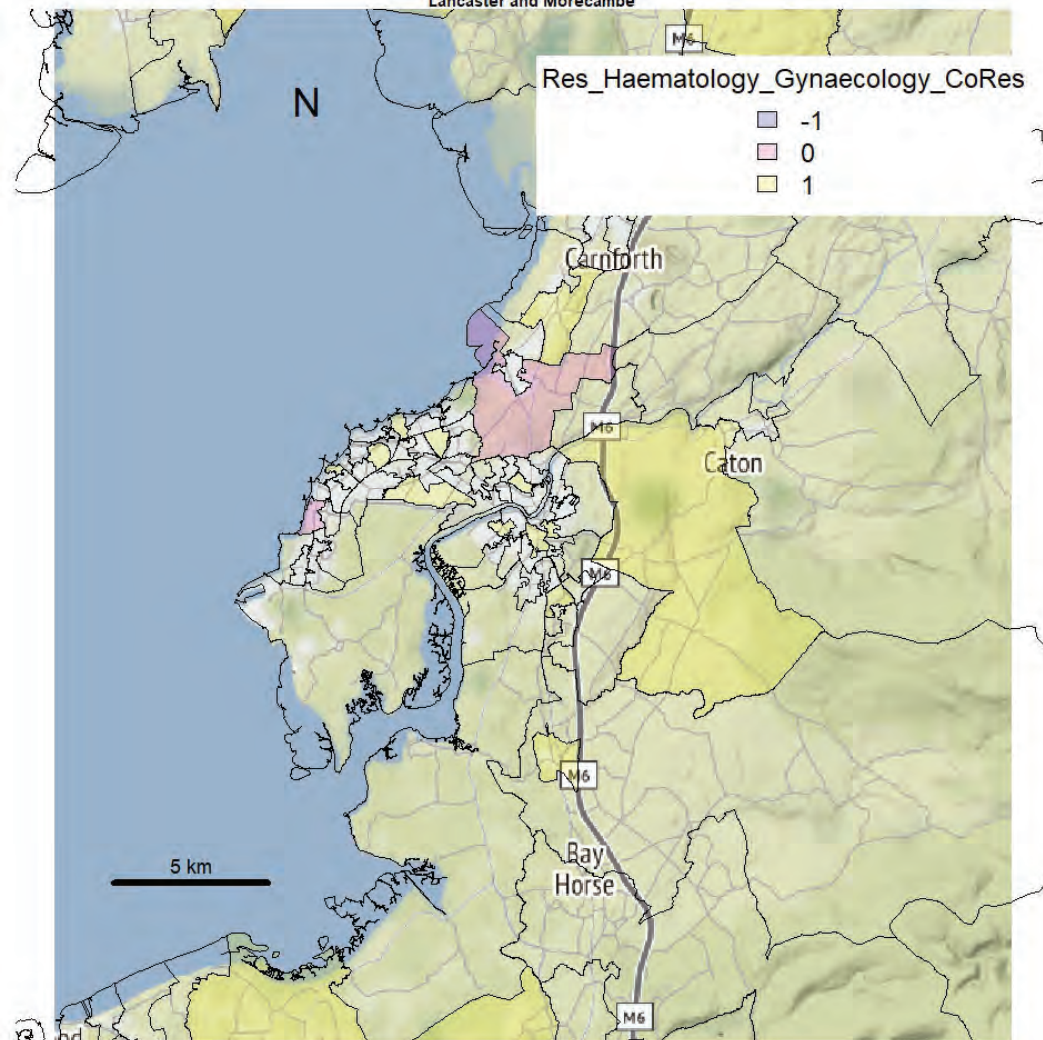 Lancaster and Morecambe
M6
N
Res_Haematology_Gynaecology_CoRes
-1
0
1
Carnforth
M6
Caton
M6
M6
5 km
Bay
Horse
M6